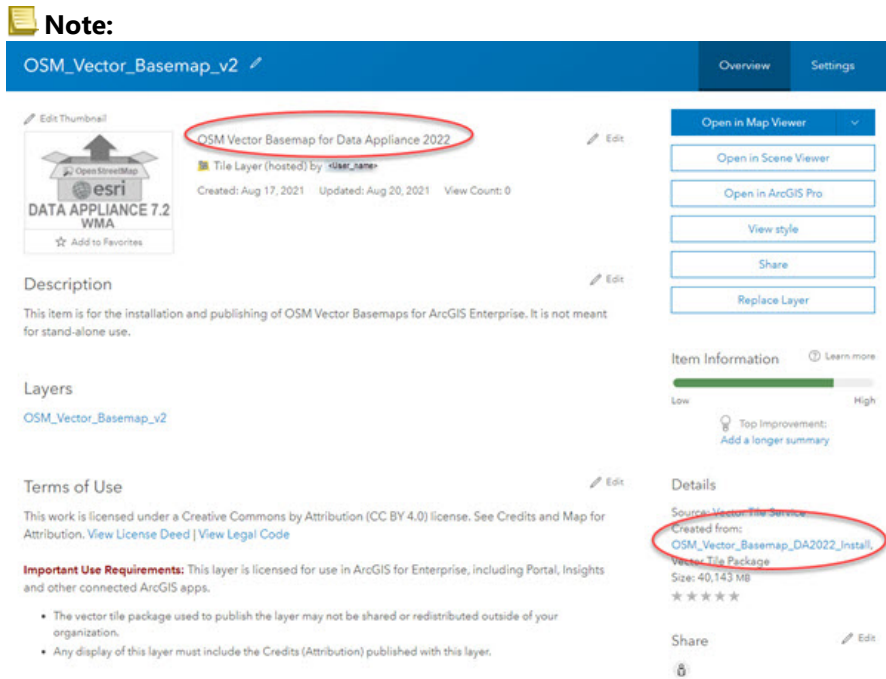 Note:
OSM_Vector_Basemap_v2
Overview
Settings
Edit Thumbnail
OpenStreetMap
esri
DATA APPLIANCE 7.2
WMA
Add to Favorites
OSM Vector Basemap for Data Appliance 2022
Edit
Tile Layer (hosted) by <User_name>
Created: Aug 17, 2021 Updated: Aug 20, 2021 View Count: 0
Description
Edit
This item is for the installation and publishing of OSM Vector Basemaps for ArcGIS Enterprise. It is not meant
for stand-alone use.
Layers
OSM_Vector_Basemap_v2
Terms of Use
Edit
This work is licensed under a Creative Commons by Attribution (CC BY 4.0) license. See Credits and Map for
Attribution. View License Deed | View Legal Code
Important Use Requirements: This layer is licensed for use in ArcGIS for Enterprise, including Portal, Insights
and other connected ArcGIS apps.
• The vector tile package used to publish the layer may not be shared or redistributed outside of your
organization.
• Any display of this layer must include the Credits (Attribution) published with this layer.
Open in Map Viewer
Open in Scene Viewer
Open in ArcGIS Pro
View style
Share
Replace Layer
Item Information
Learn more
Low
High
Top Improvement:
Add a longer summary
Details
Source: Vector Tile Service
Created from:
OSM_Vector_Basemap_DA2022_Install,
Vector Tile Package
Size: 40,143 MB
Share
Edit